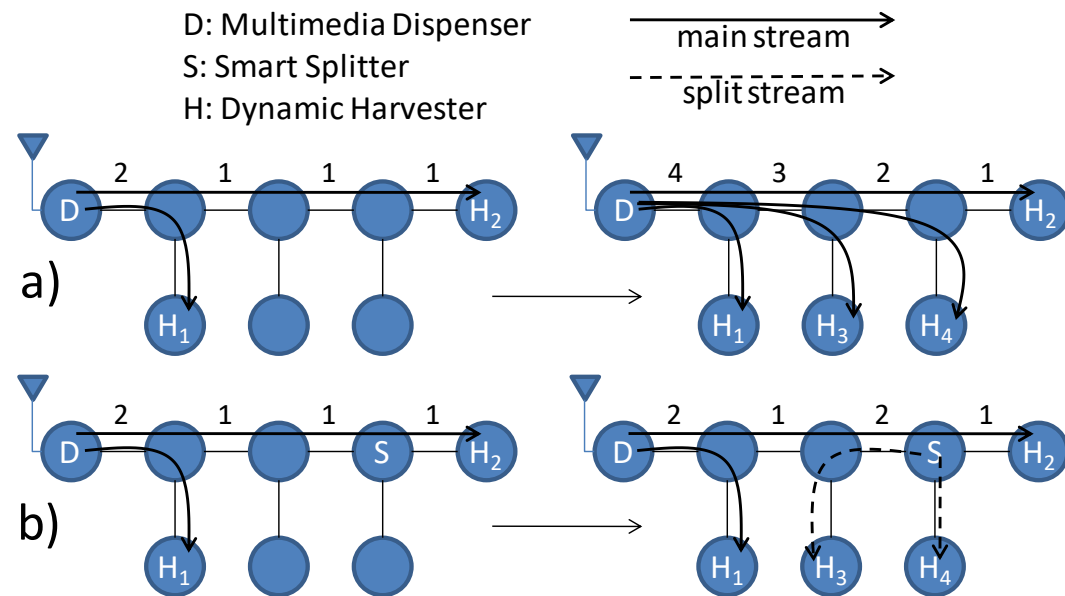 D: Multimedia Dispenser
S: Smart Splitter
H: Dynamic Harvester
main stream
split stream
a)
2 1 1 1
D H₂
H₁
4 3 2 1
D H₂
H₁ H₃ H₄
b)
2 1 1 1
D S H₂
H₁
2 1 2 1
D S H₂
H₁ H₃ H₄